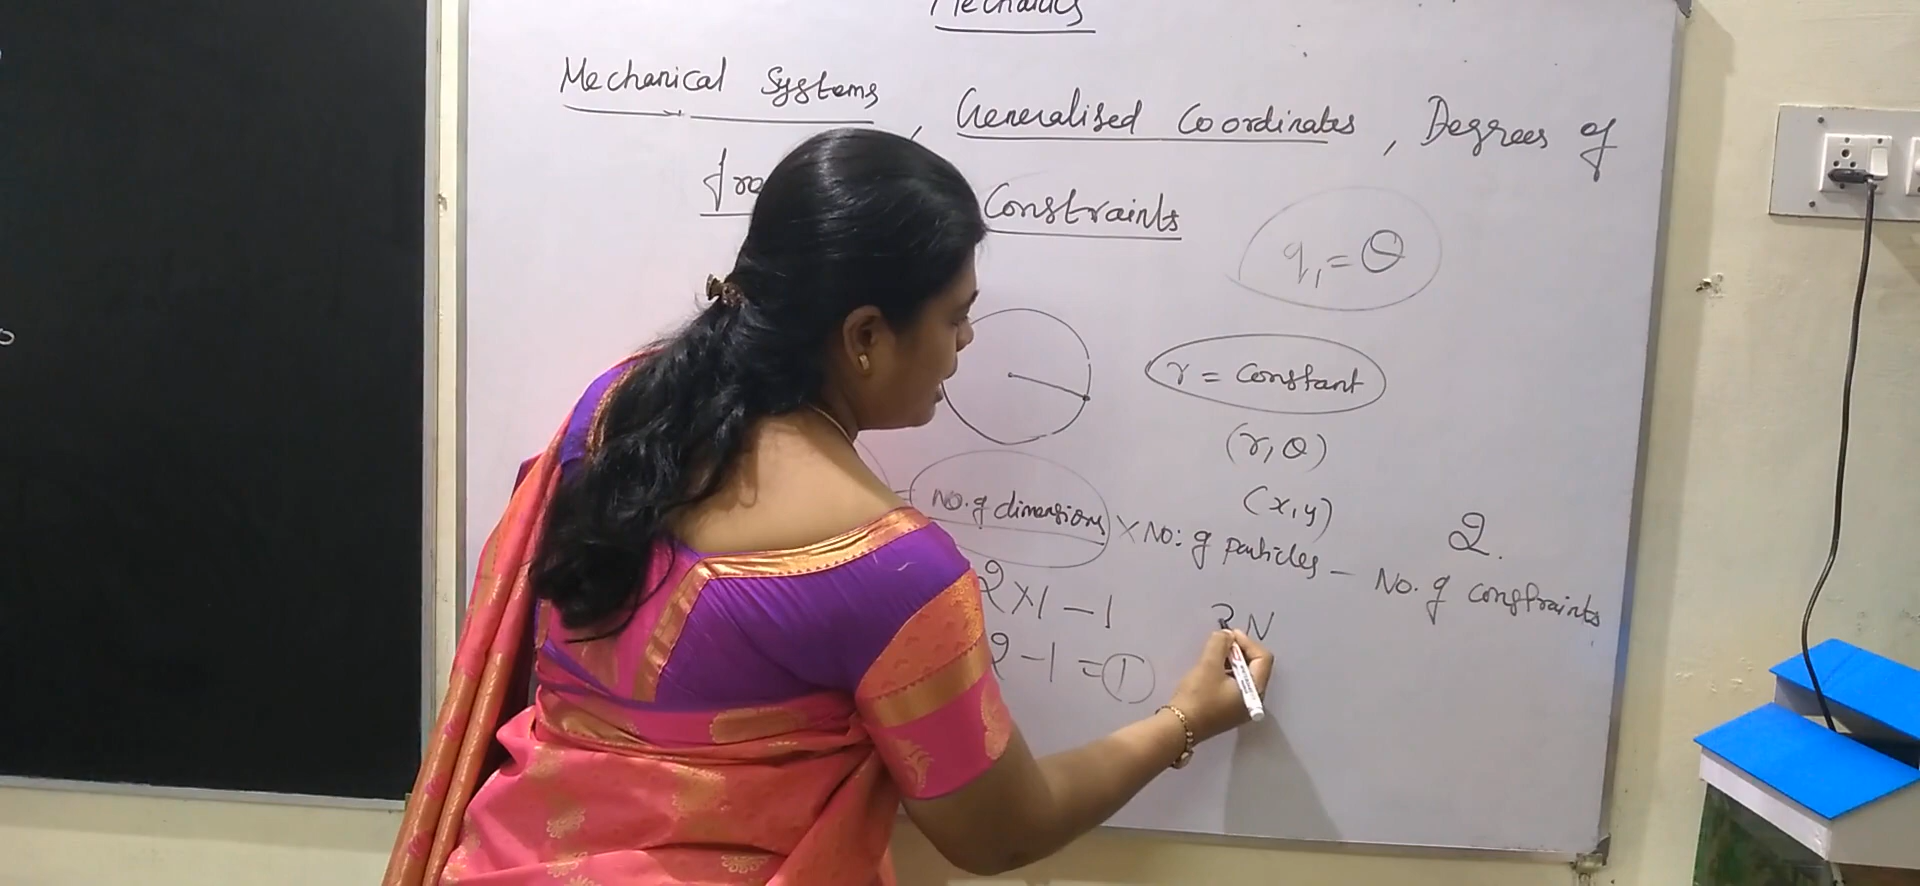 Mechanics
Mechanical Systems, Generalised Coordinates, Degrees of
Constraints
q₁ = θ
r = constant
(r, θ)
(x, y)
2.
= No. of dimensions × No: of particles – No. of constraints
2×1 – 1
2 – 1 = 1
3N